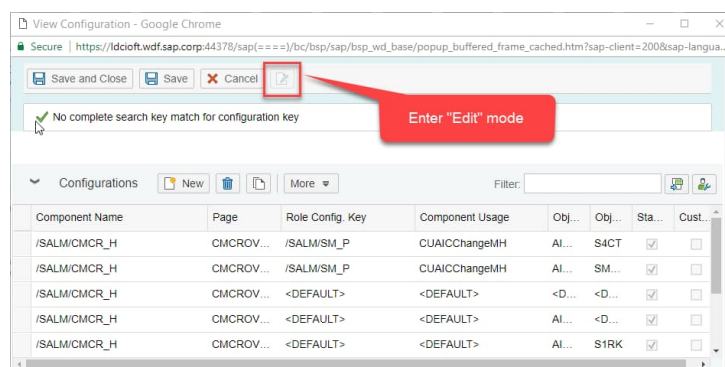 View Configuration - Google Chrome
Secure | https://ldcioft.wdf.sap.corp:44378/sap(====)/bc/bsp/sap/bsp_wd_base/popup_buffered_frame_cached.htm?sap-client=200&sap-langua...
Save and Close Save Cancel
No complete search key match for configuration key
Enter "Edit" mode
Configurations New More Filter:
Component Name Page Role Config. Key Component Usage Obj... Obj... Sta... Cust...
/SALM/CMCR_H CMCROV... /SALM/SM_P CUAICChangeMH AI... S4CT
/SALM/CMCR_H CMCROV... /SALM/SM_P CUAICChangeMH AI... SM...
/SALM/CMCR_H CMCROV... <DEFAULT> <DEFAULT> <D... <D...
/SALM/CMCR_H CMCROV... <DEFAULT> <DEFAULT> AI... <D...
/SALM/CMCR_H CMCROV... <DEFAULT> <DEFAULT> AI... S1RK